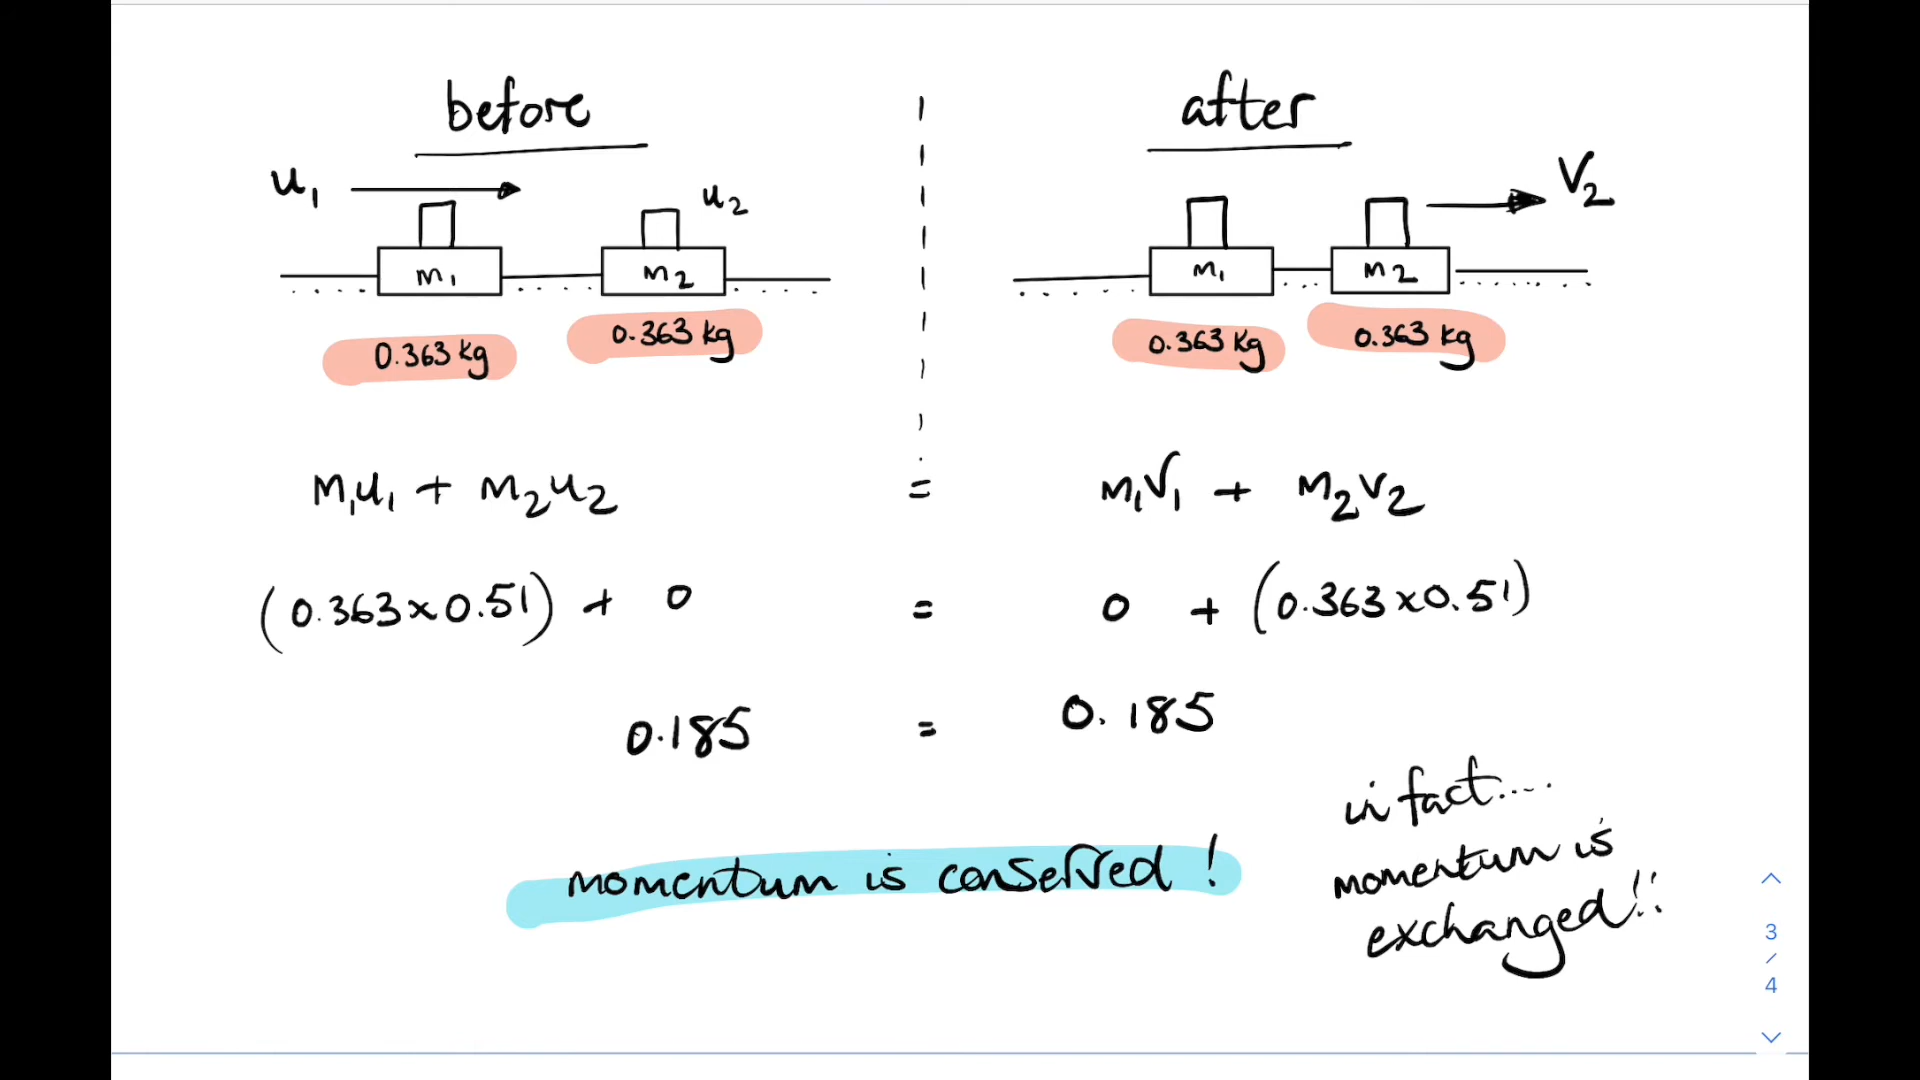 before
after
u₁
u₂
V₂
m₁
m₂
m₁
m₂
0.363 kg
0.363 kg
0.363 kg
0.363 kg
m₁u₁ + m₂u₂ = m₁V₁ + m₂v₂
(0.363 x 0.51) + 0 = 0 + (0.363 x 0.51)
0.185 = 0.185
momentum is conserved!
in fact.....
momentum is
exchanged!!
3
/
4